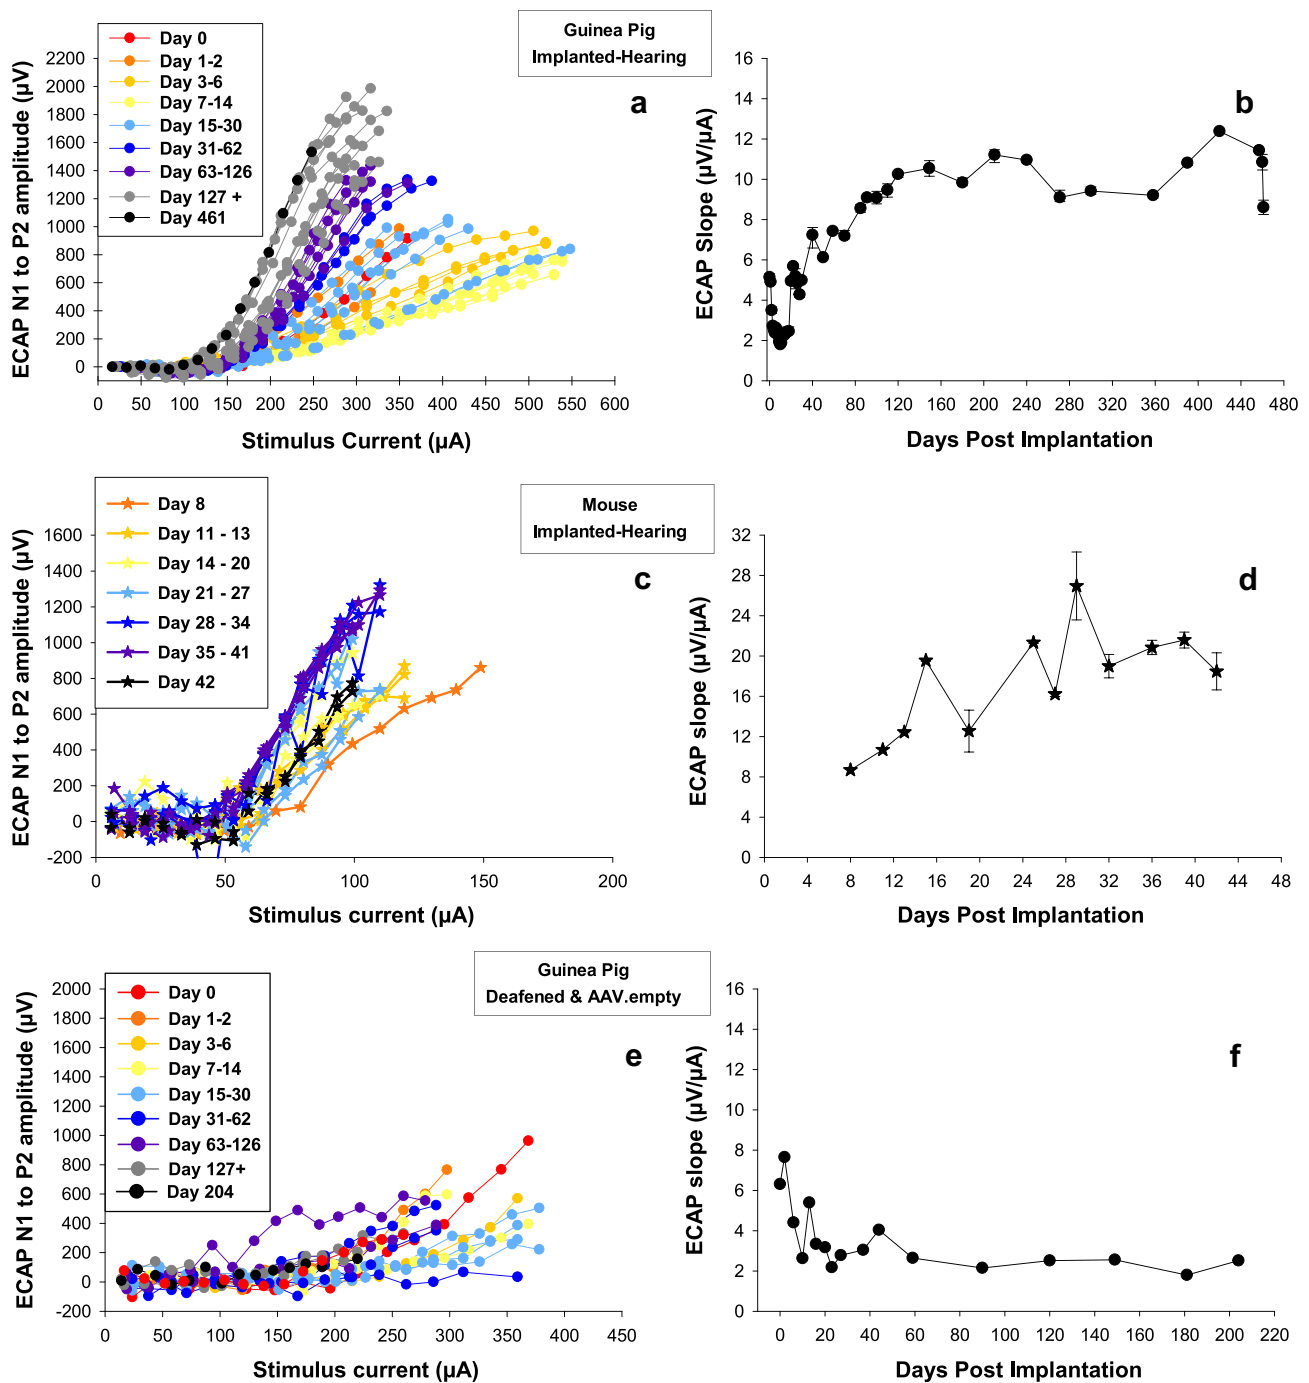 Guinea Pig
Implanted-Hearing
a
Day 0
Day 1-2
Day 3-6
Day 7-14
Day 15-30
Day 31-62
Day 63-126
Day 127 +
Day 461
ECAP N1 to P2 amplitude (µV)
2200
2000
1800
1600
1400
1200
1000
800
600
400
200
0
0 50 100 150 200 250 300 350 400 450 500 550 600
Stimulus Current (µA)
b
ECAP Slope (µV/µA)
16
14
12
10
8
6
4
2
0
0 40 80 120 160 200 240 280 320 360 400 440 480
Days Post Implantation
Mouse
Implanted-Hearing
c
Day 8
Day 11 - 13
Day 14 - 20
Day 21 - 27
Day 28 - 34
Day 35 - 41
Day 42
ECAP N1 to P2 amplitude (µV)
1600
1400
1200
1000
800
600
400
200
0
-200
0 50 100 150 200
Stimulus current (µA)
d
ECAP slope (µV/µA)
32
28
24
20
16
12
8
4
0
0 4 8 12 16 20 24 28 32 36 40 44 48
Days Post Implantation
Guinea Pig
Deafened & AAV.empty
e
Day 0
Day 1-2
Day 3-6
Day 7-14
Day 15-30
Day 31-62
Day 63-126
Day 127+
Day 204
ECAP N1 to P2 amplitude (µV)
2000
1800
1600
1400
1200
1000
800
600
400
200
0
-200
0 50 100 150 200 250 300 350 400 450
Stimulus current (µA)
f
ECAP slope (µV/µA)
16
14
12
10
8
6
4
2
0
0 20 40 60 80 100 120 140 160 180 200 220
Days Post Implantation